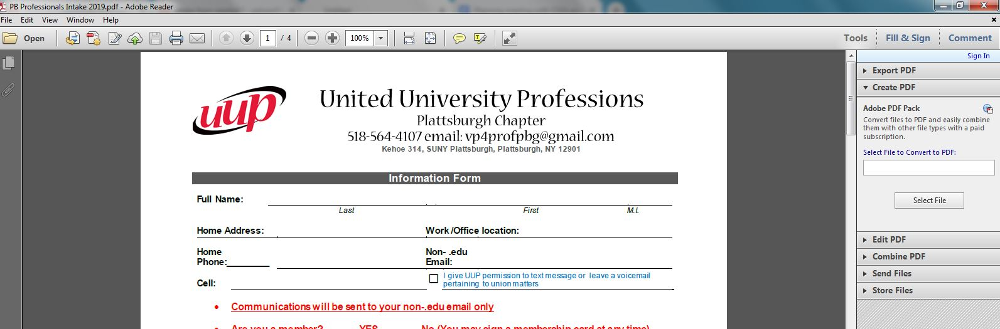 PB Professionals Intake 2019.pdf - Adobe Reader
File Edit View Window Help
Open 1 / 4 100% Tools Fill & Sign Comment
Sign In
Export PDF
Create PDF
Adobe PDF Pack
Convert files to PDF and easily combine
them with other file types with a paid
subscription.
Select File to Convert to PDF:
Select File
Edit PDF
Combine PDF
Send Files
Store Files
uup
United University Professions
Plattsburgh Chapter
518-564-4107 email: vp4profpbg@gmail.com
Kehoe 314, SUNY Plattsburgh, Plattsburgh, NY 12901
Information Form
Full Name:
Last First M.I.
Home Address: Work /Office location:
Home Non- .edu
Phone: Email:
Cell:
I give UUP permission to text message or leave a voicemail
pertaining to union matters
• Communications will be sent to your non-.edu email only
• Are you a member? YES No (You may sign a membership card at any time)